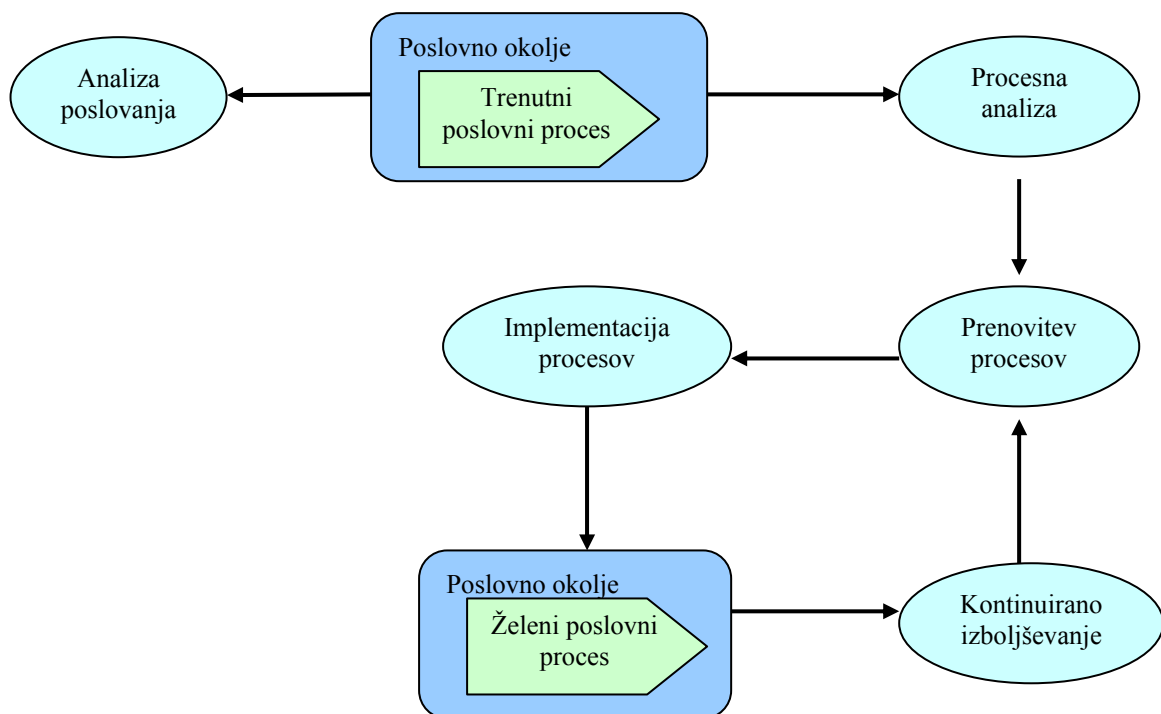 Analiza
poslovanja
Poslovno okolje
Trenutni
poslovni proces
Procesna
analiza
Implementacija
procesov
Prenovitev
procesov
Poslovno okolje
Želeni poslovni
proces
Kontinuirano
izboljševanje